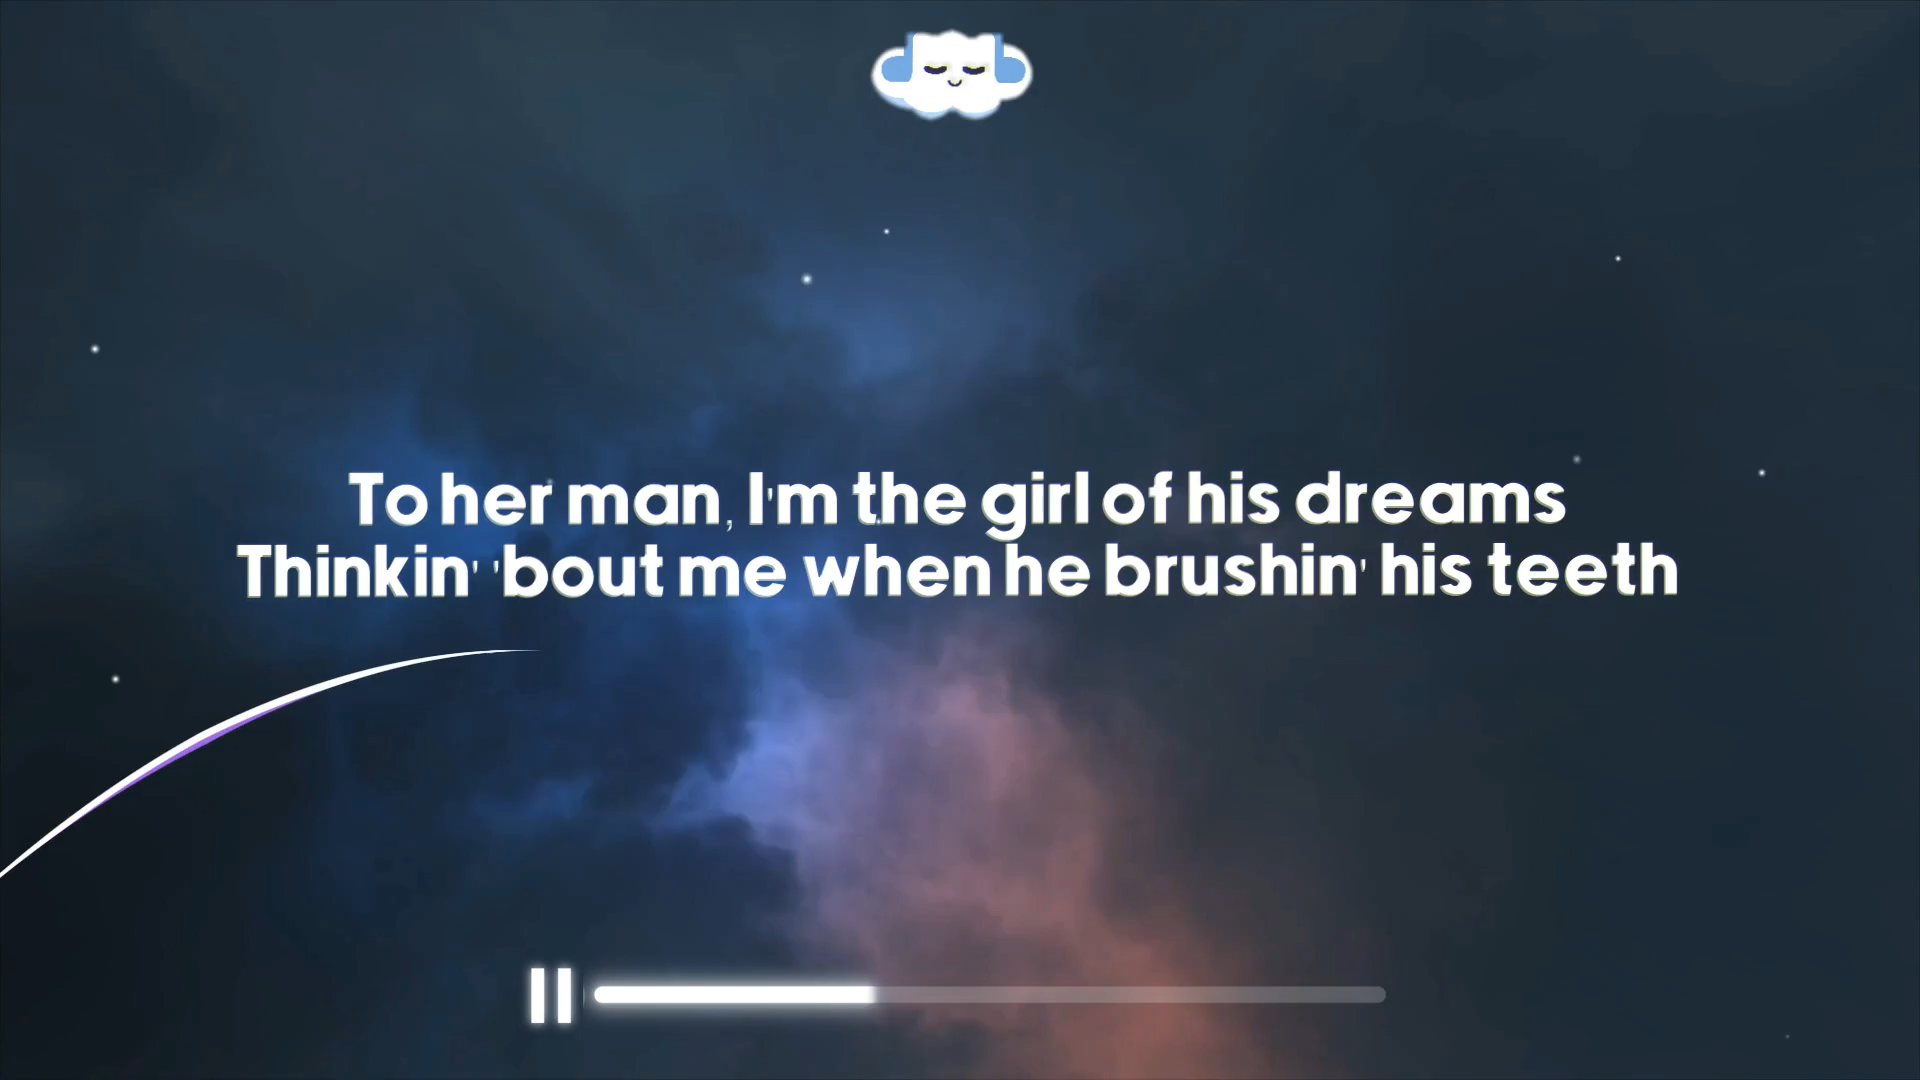 To her man, I'm the girl of his dreams
Thinkin' 'bout me when he brushin' his teeth